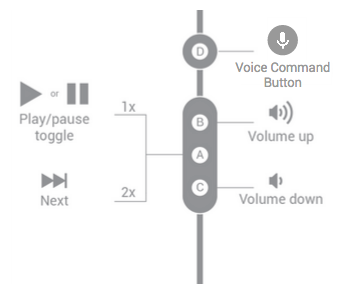 D
Voice Command
Button
or
Play/pause
toggle
1x
B
Volume up
A
Next
2x
C
Volume down